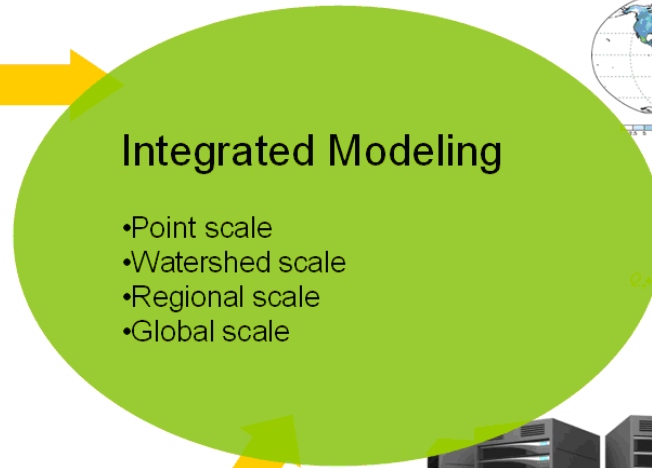 Integrated Modeling
•Point scale
•Watershed scale
•Regional scale
•Global scale